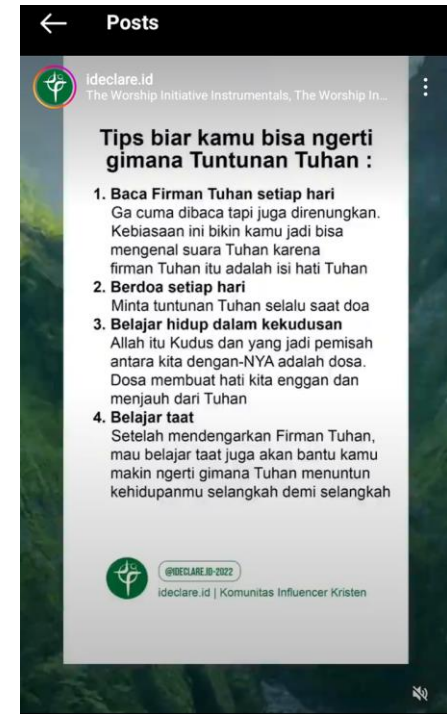 Posts
ideclare.id
The Worship Initiative Instrumentals, The Worship In...
Tips biar kamu bisa ngerti
gimana Tuntunan Tuhan :
1. Baca Firman Tuhan setiap hari
Ga cuma dibaca tapi juga direnungkan.
Kebiasaan ini bikin kamu jadi bisa
mengenal suara Tuhan karena
firman Tuhan itu adalah isi hati Tuhan
2. Berdoa setiap hari
Minta tuntunan Tuhan selalu saat doa
3. Belajar hidup dalam kekudusan
Allah itu Kudus dan yang jadi pemisah
antara kita dengan-NYA adalah dosa.
Dosa membuat hati kita enggan dan
menjauh dari Tuhan
4. Belajar taat
Setelah mendengarkan Firman Tuhan,
mau belajar taat juga akan bantu kamu
makin ngerti gimana Tuhan menuntun
kehidupanmu selangkah demi selangkah
@IDECLARE.ID-2022
ideclare.id | Komunitas Influencer Kristen